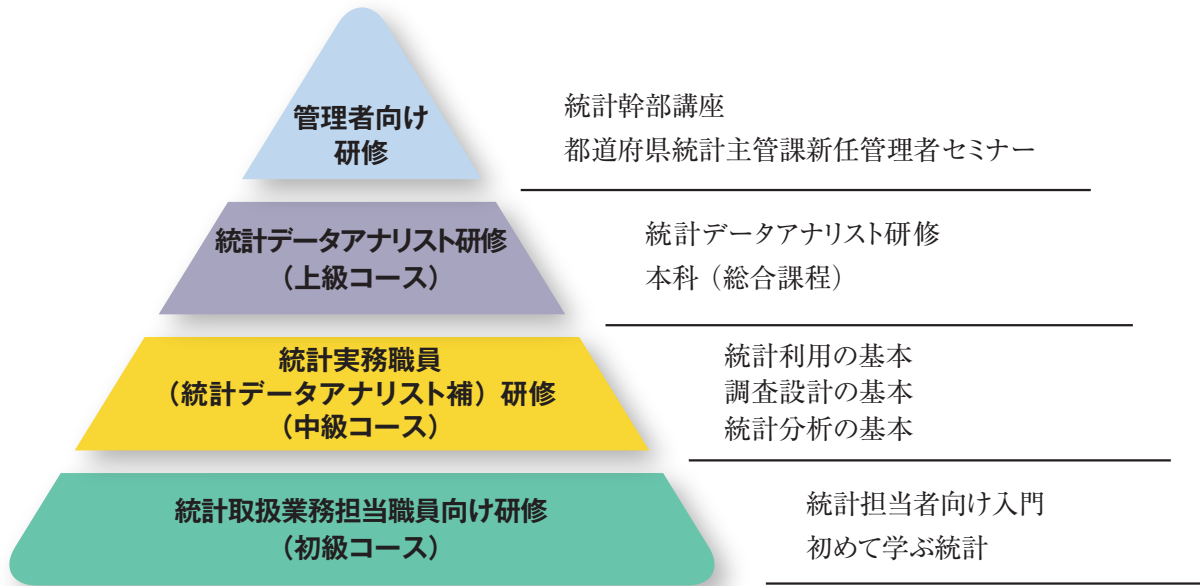 管理者向け
研修
統計幹部講座
都道府県統計主管課新任管理者セミナー
統計データアナリスト研修
（上級コース）
統計データアナリスト研修
本科（総合課程）
統計実務職員
（統計データアナリスト補）研修
（中級コース）
統計利用の基本
調査設計の基本
統計分析の基本
統計取扱業務担当職員向け研修
（初級コース）
統計担当者向け入門
初めて学ぶ統計